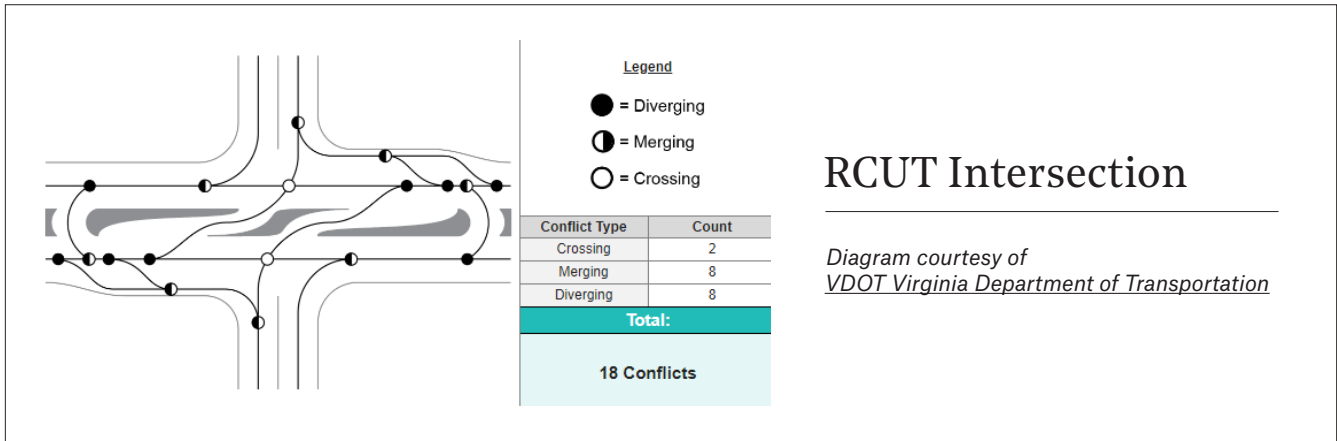 Legend
= Diverging
= Merging
= Crossing
Conflict Type Count
Crossing 2
Merging 8
Diverging 8
Total:
18 Conflicts
RCUT Intersection
Diagram courtesy of
VDOT Virginia Department of Transportation